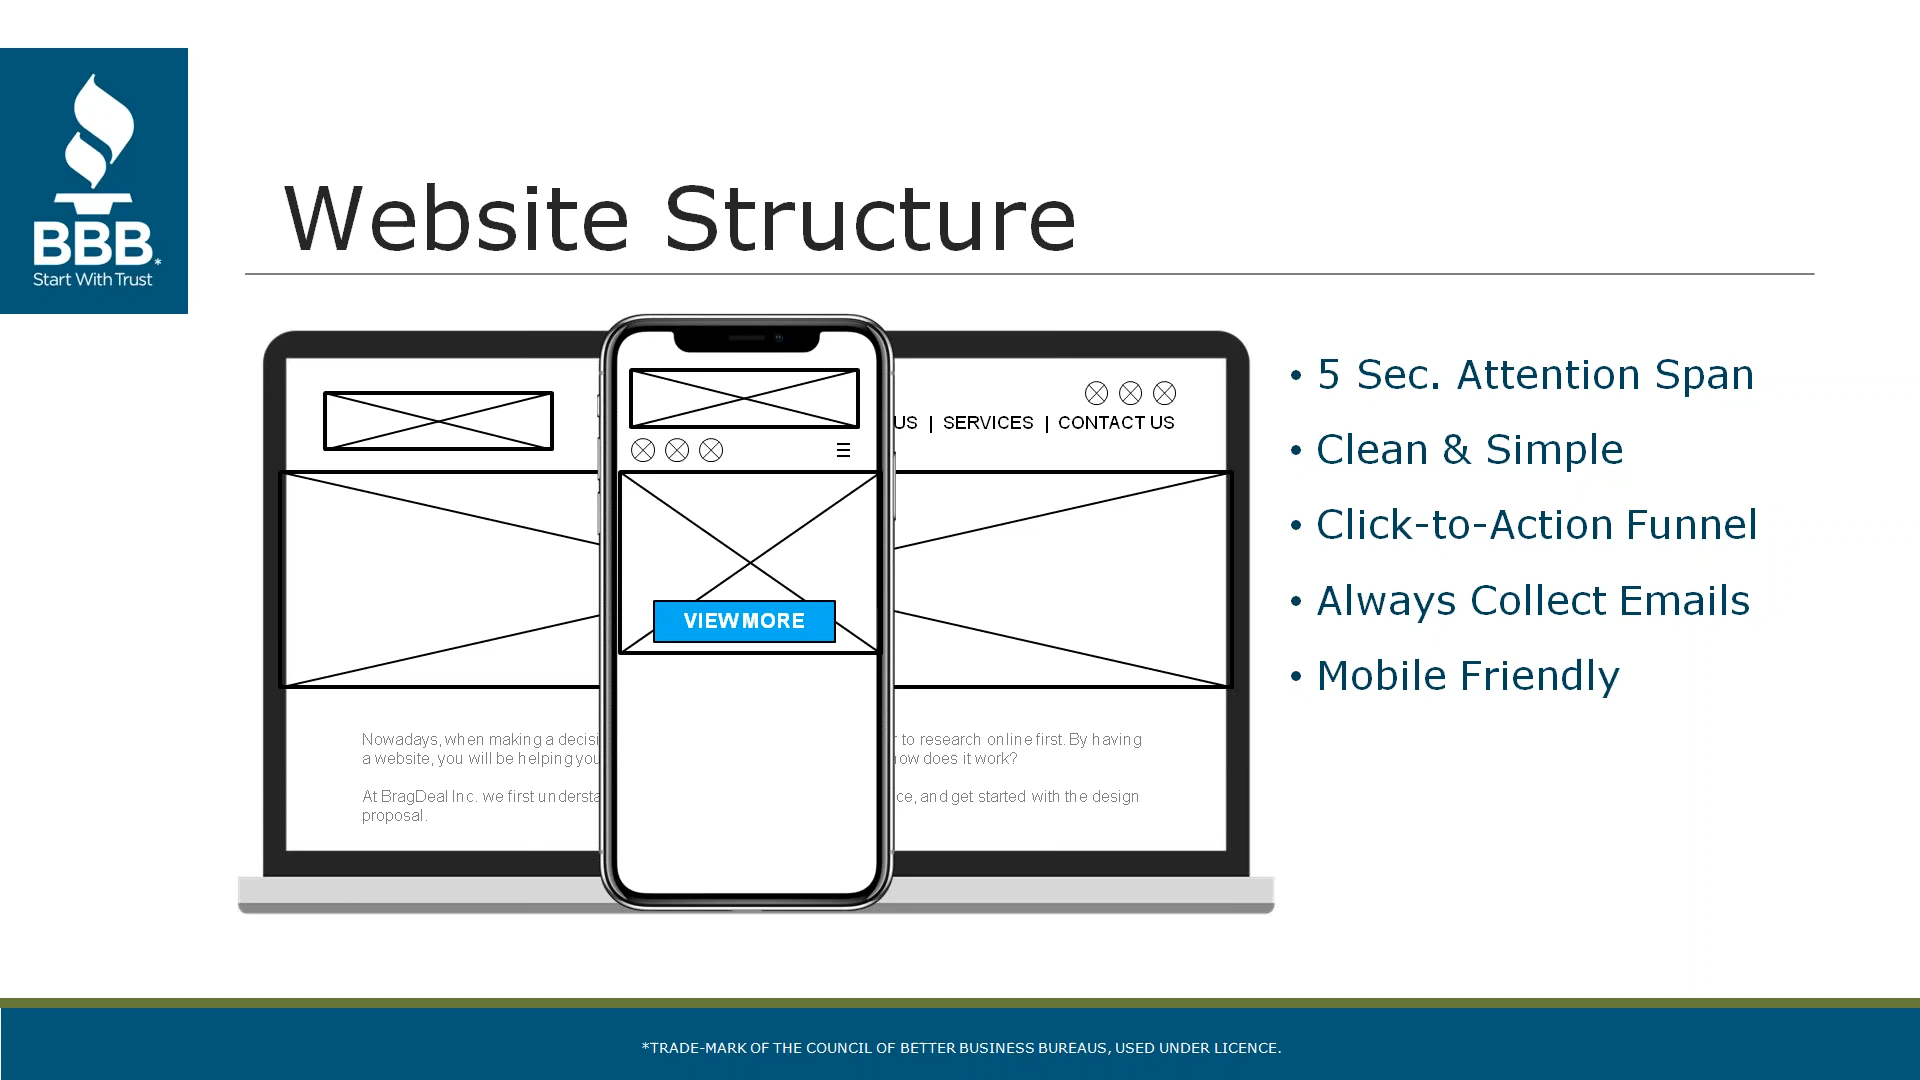 BBB.*
Start With Trust
Website Structure
US | SERVICES | CONTACT US
VIEW MORE
Nowadays, when making a decisi
to research online first. By having
a website, you will be helping you
ow does it work?
At BragDeal Inc. we first understa
ce, and get started with the design
proposal.
• 5 Sec. Attention Span
• Clean & Simple
• Click-to-Action Funnel
• Always Collect Emails
• Mobile Friendly
*TRADE-MARK OF THE COUNCIL OF BETTER BUSINESS BUREAUS, USED UNDER LICENCE.